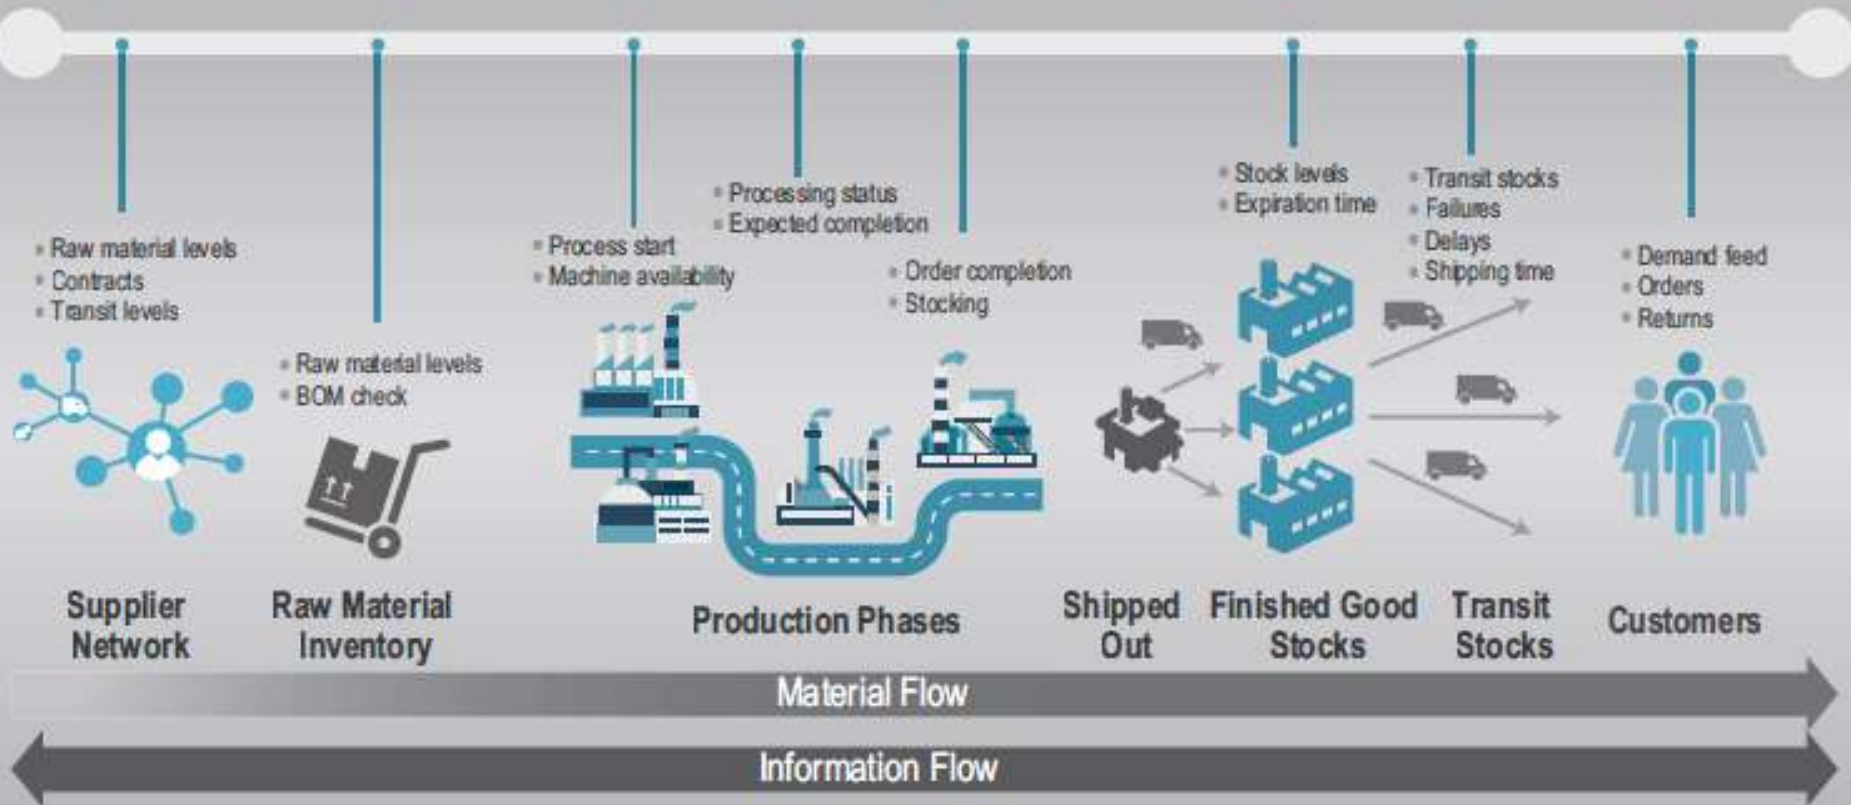 Raw material levels
Contracts
Transit levels
Raw material levels
BOM check
Process start
Machine availability
Processing status
Expected completion
Order completion
Stocking
Stock levels
Expiration time
Transit stocks
Failures
Delays
Shipping time
Demand feed
Orders
Returns
Supplier
Network
Raw Material
Inventory
Production Phases
Shipped
Out
Finished Good
Stocks
Transit
Stocks
Customers
Material Flow
Information Flow